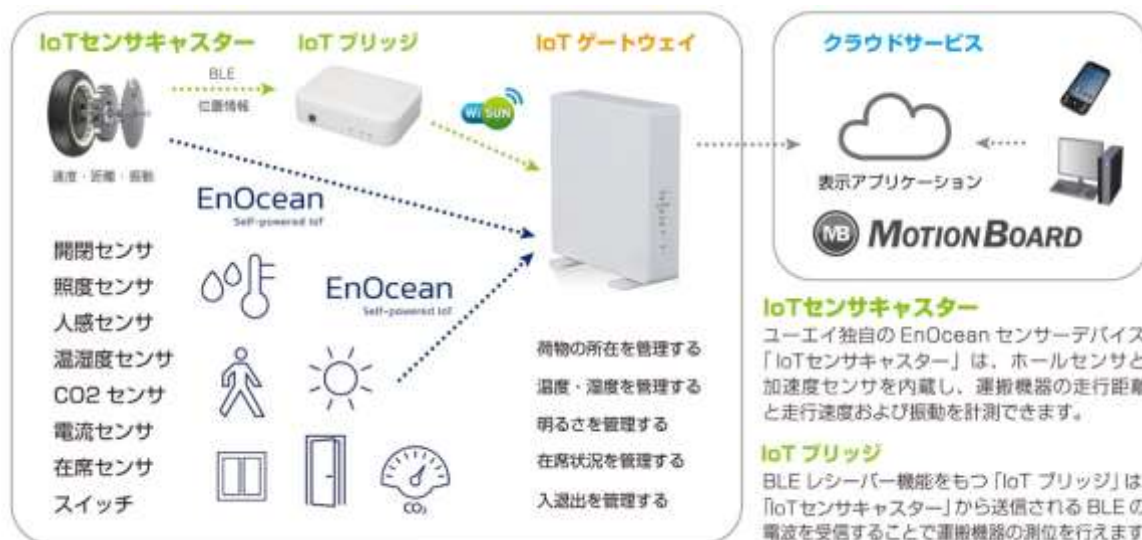 IoTセンサキャスター
IoT ブリッジ
IoT ゲートウェイ
BLE
位置情報
Wi SUN
速度・距離・振動
EnOcean
Self-powered IoT
EnOcean
Self-powered IoT
開閉センサ
照度センサ
人感センサ
温湿度センサ
CO2 センサ
電流センサ
在席センサ
スイッチ
CO₂
荷物の所在を管理する
温度・湿度を管理する
明るさを管理する
在席状況を管理する
入退出を管理する
クラウドサービス
表示アプリケーション
MB MOTIONBOARD
IoTセンサキャスター
ユーエイ独自の EnOcean センサーデバイス
「IoTセンサキャスター」は、ホールセンサと
加速度センサを内蔵し、運搬機器の走行距離
と走行速度および振動を計測できます。
IoT ブリッジ
BLE レシーバー機能をもつ「IoT ブリッジ」は
「IoTセンサキャスター」から送信される BLE の
電波を受信することで運搬機器の測位を行えます